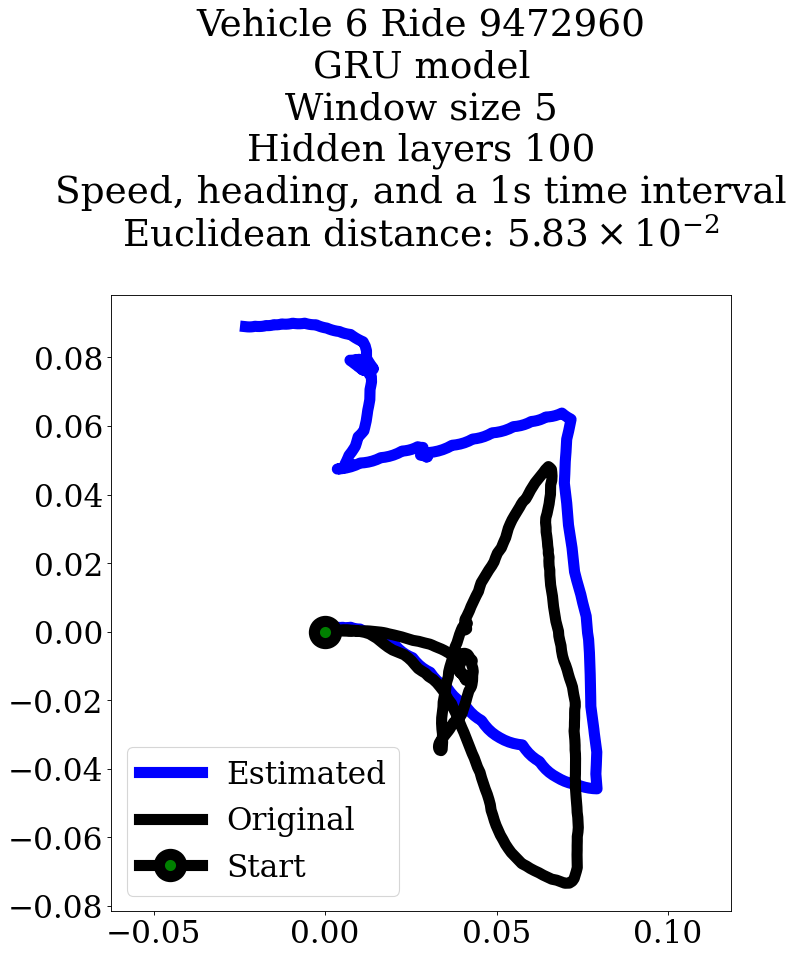 Vehicle 6 Ride 9472960
GRU model
Window size 5
Hidden layers 100
Speed, heading, and a 1s time interval
Euclidean distance: 5.83 × 10⁻²
0.08
0.06
0.04
0.02
0.00
−0.02
−0.04
−0.06
−0.08
Estimated
Original
Start
−0.05 0.00 0.05 0.10